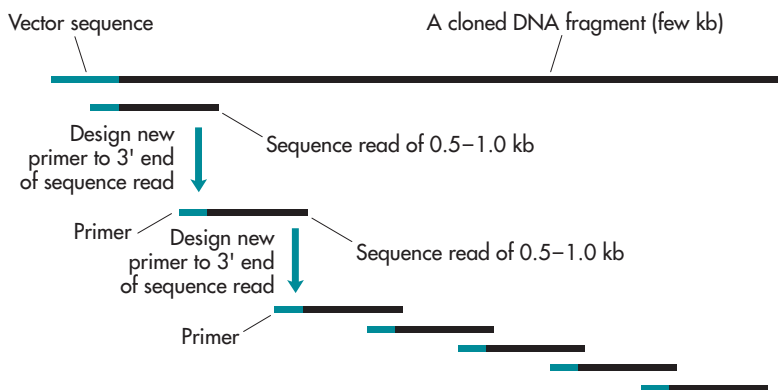 Vector sequence
A cloned DNA fragment (few kb)
Design new
primer to 3' end
of sequence read
Sequence read of 0.5–1.0 kb
Primer
Design new
primer to 3' end
of sequence read
Sequence read of 0.5–1.0 kb
Primer